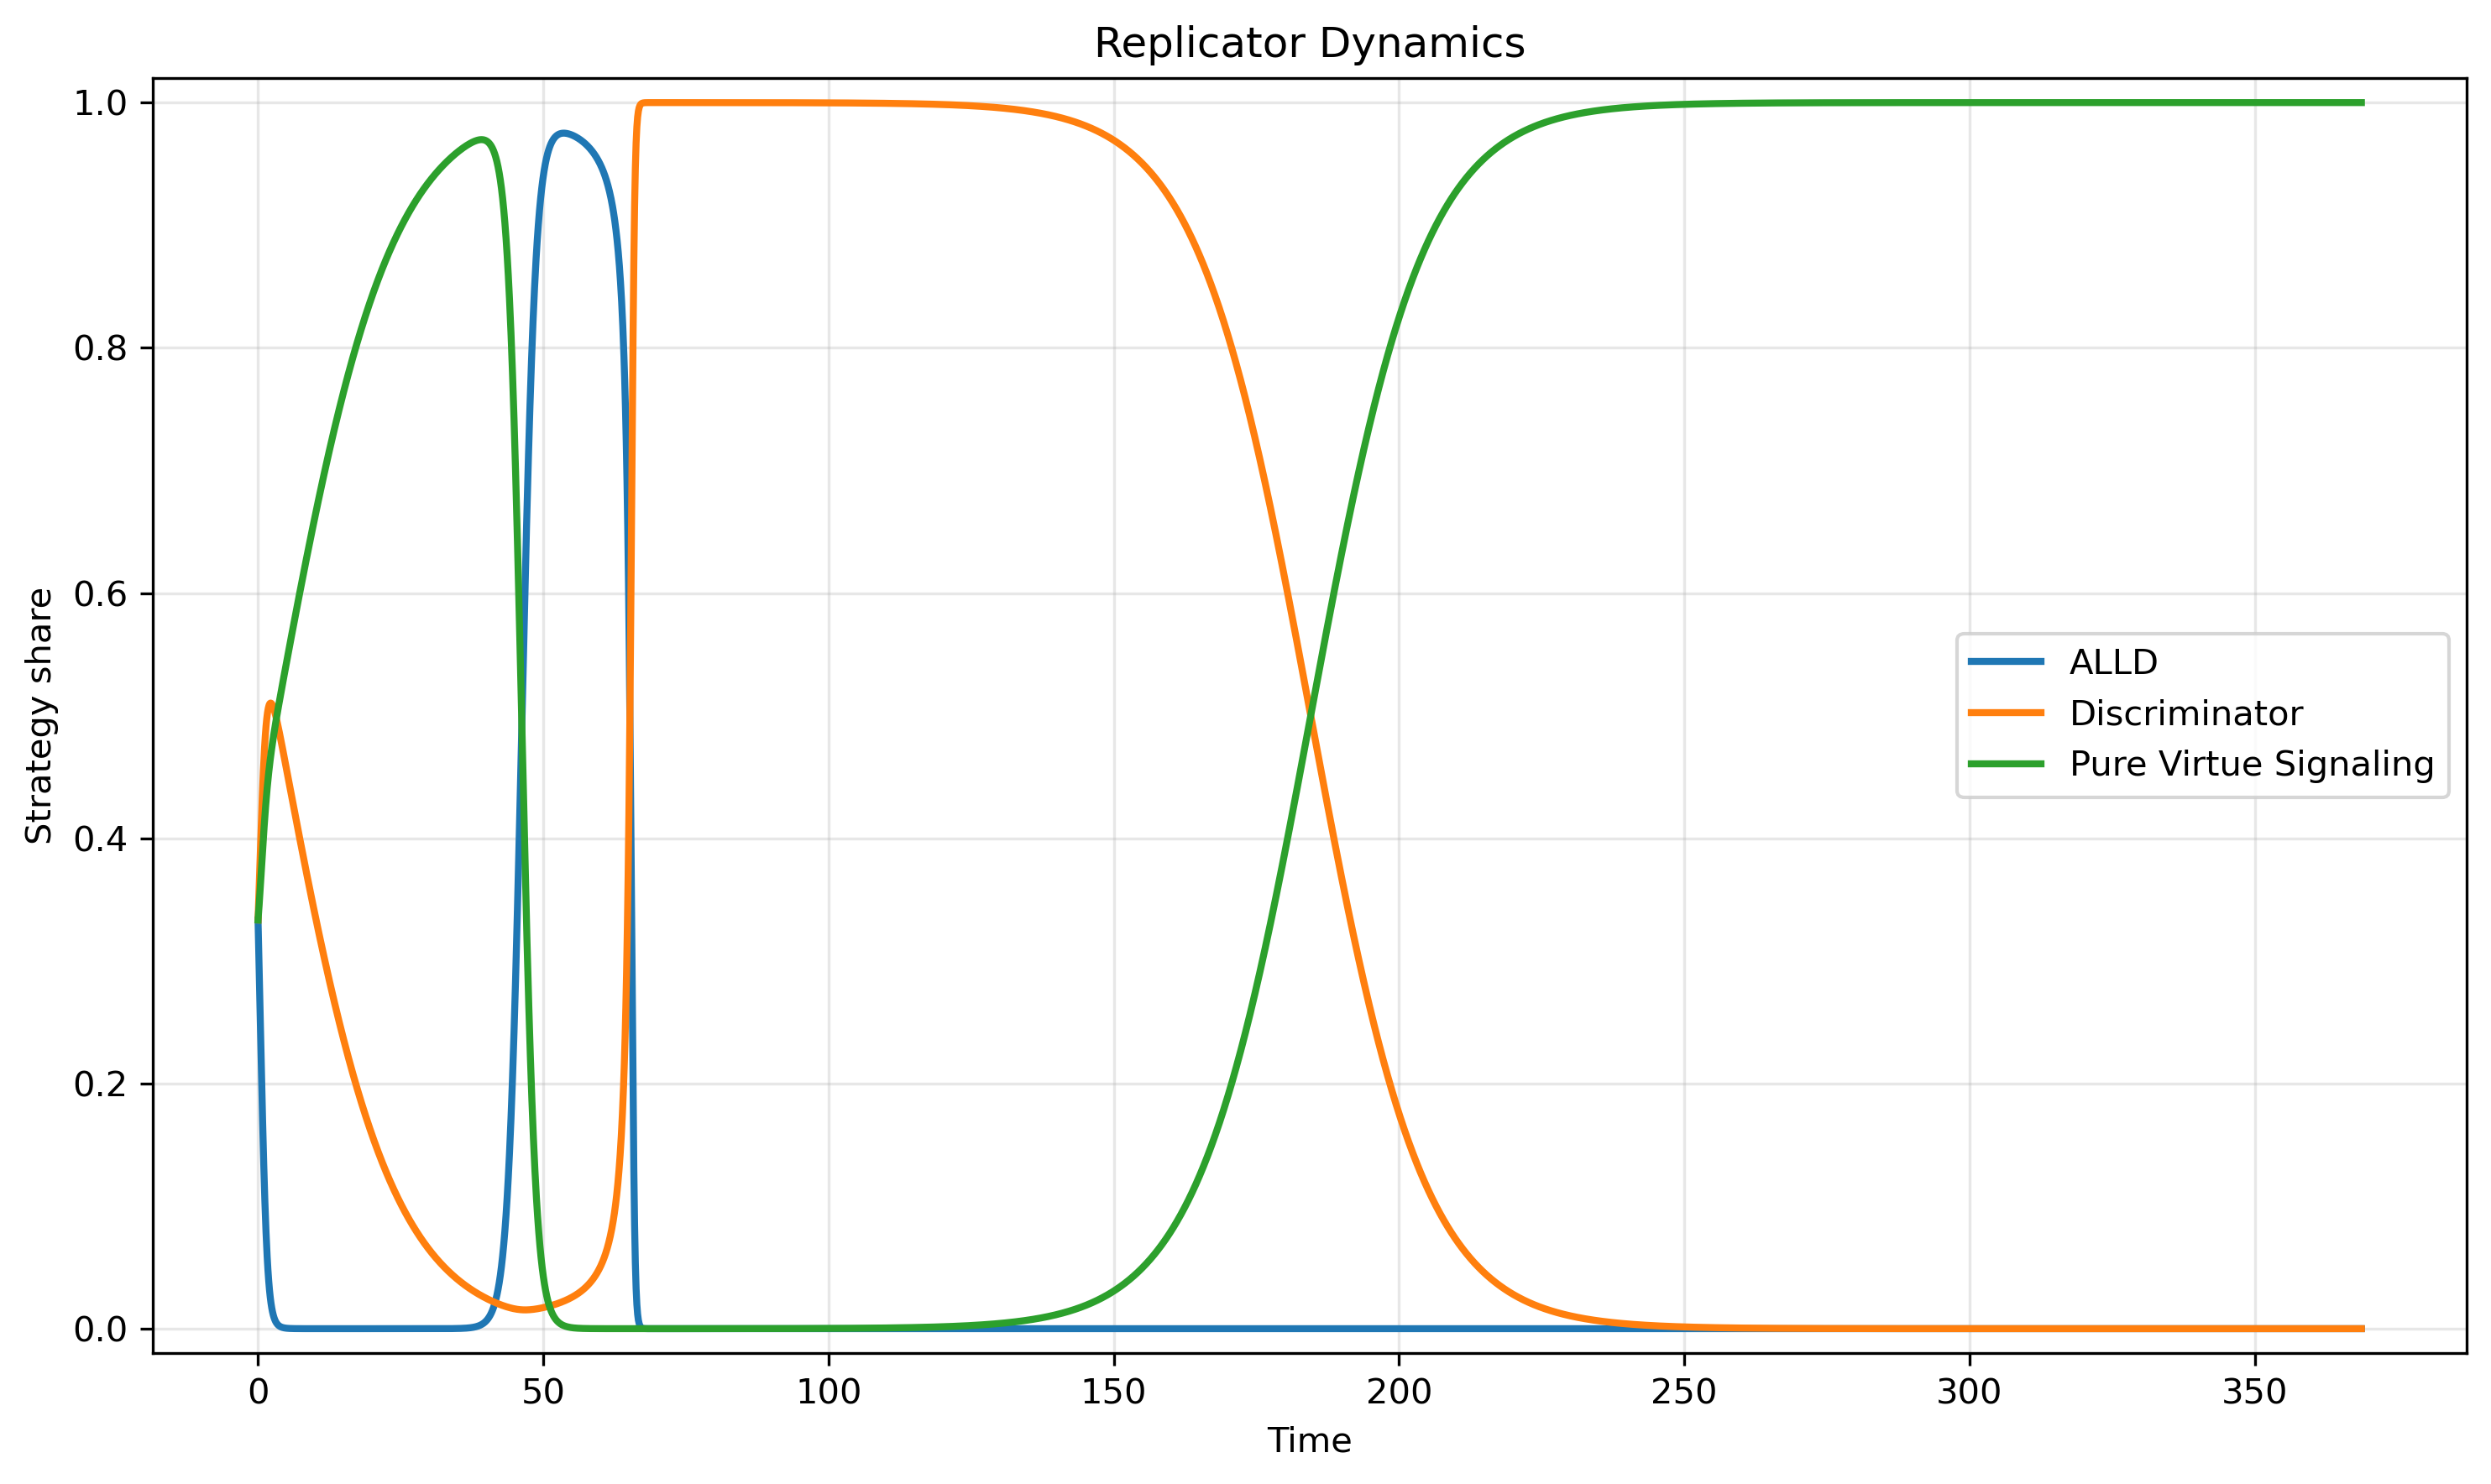 Replicator Dynamics
Strategy share
1.0
0.8
0.6
0.4
0.2
0.0
ALLD
Discriminator
Pure Virtue Signaling
0 50 100 150 200 250 300 350
Time